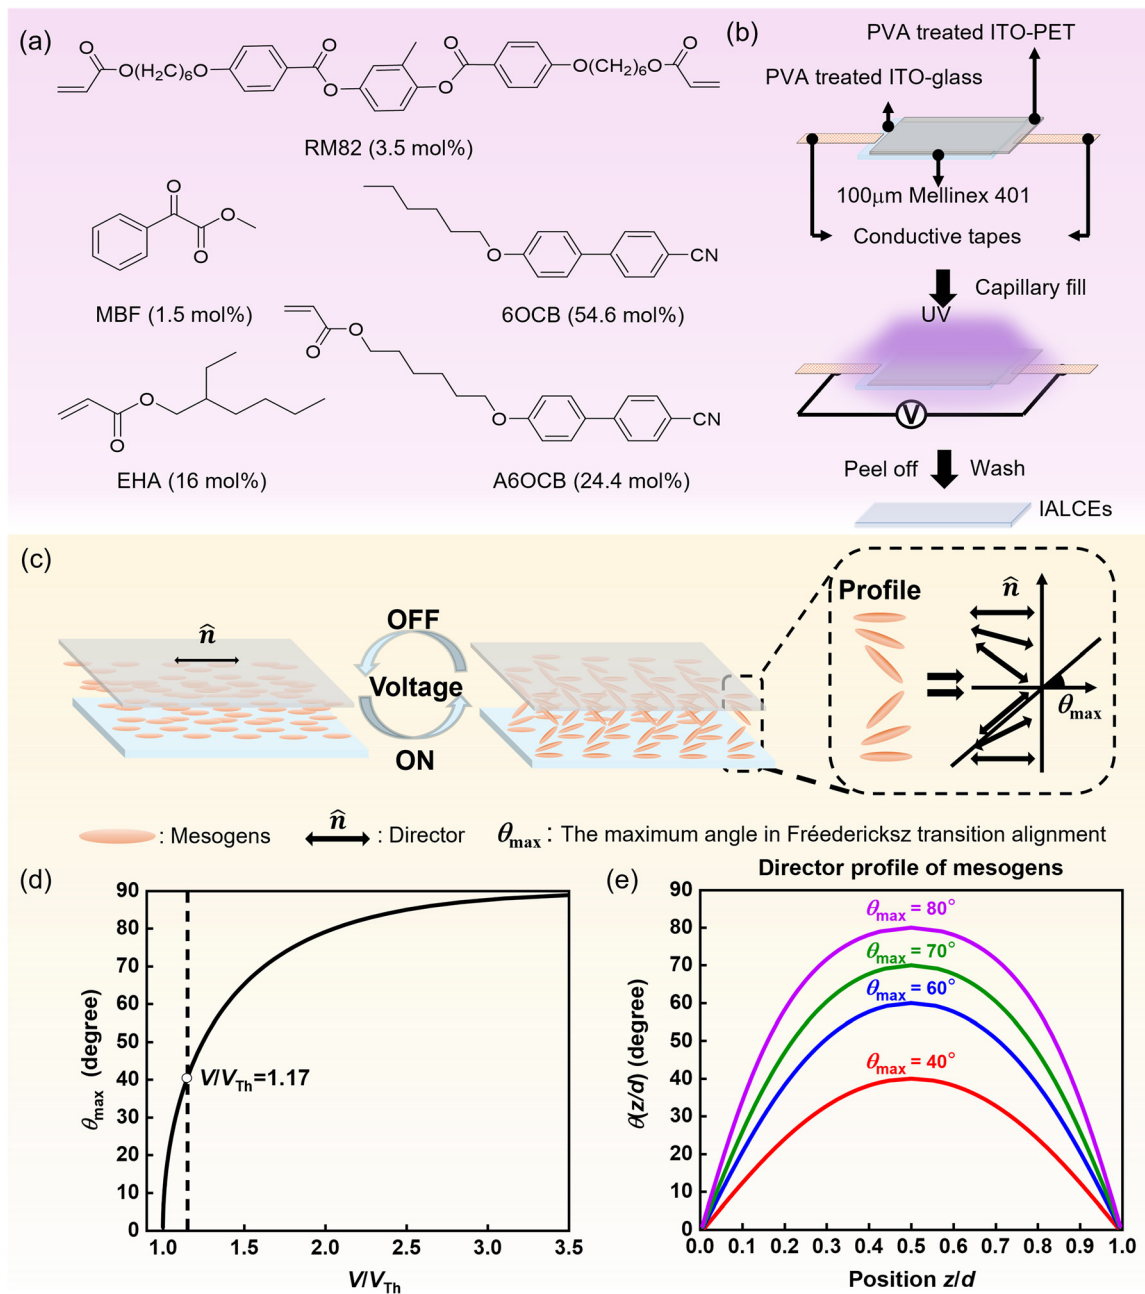 (a)
O
O(H₂C)₆O
O
O
O
O
O(CH₂)₆O
O
RM82 (3.5 mol%)
O
O
O
MBF (1.5 mol%)
O
CN
6OCB (54.6 mol%)
O
O
EHA (16 mol%)
O
O
O
CN
A6OCB (24.4 mol%)
(b)
PVA treated ITO-PET
PVA treated ITO-glass
100μm Mellinex 401
Conductive tapes
Capillary fill
UV
V
Peel off
Wash
IALCEs
(c)
n̂
OFF
Voltage
ON
Profile
n̂
θmax
: Mesogens
n̂
: Director
θmax : The maximum angle in Fréedericksz transition alignment
(d)
θmax (degree)
90
80
70
60
50
40
30
20
10
0
V/VTh=1.17
1.0 1.5 2.0 2.5 3.0 3.5
V/VTh
(e)
Director profile of mesogens
θ(z/d) (degree)
90
80
70
60
50
40
30
20
10
0
θmax = 80°
θmax = 70°
θmax = 60°
θmax = 40°
0.0 0.1 0.2 0.3 0.4 0.5 0.6 0.7 0.8 0.9 1.0
Position z/d